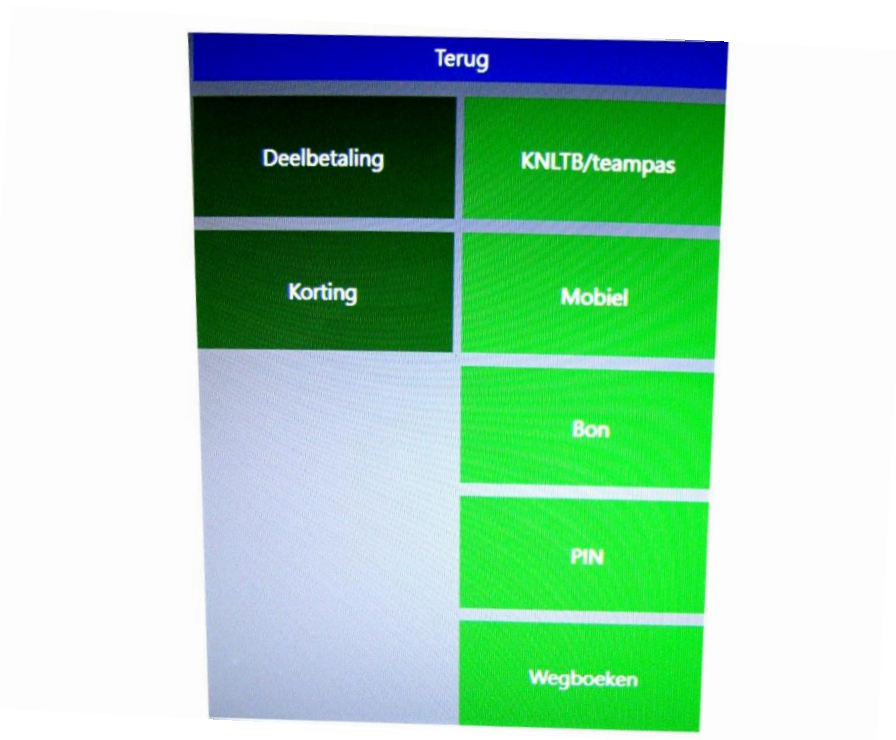 Terug
Deelbetaling
KNLTB/teampas
Korting
Mobiel
Bon
PIN
Wegboeken